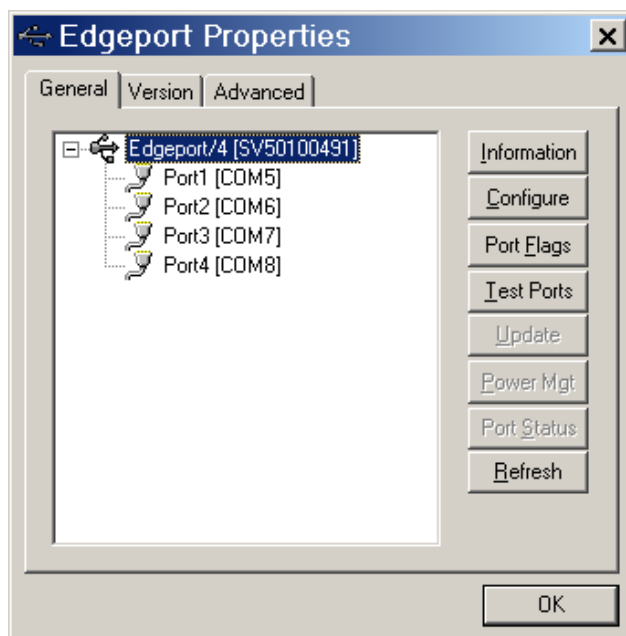 Edgeport Properties
General
Version
Advanced
Edgeport/4 [SV50100491]
Port1 [COM5]
Port2 [COM6]
Port3 [COM7]
Port4 [COM8]
Information
Configure
Port Flags
Test Ports
Update
Power Mgt
Port Status
Refresh
OK